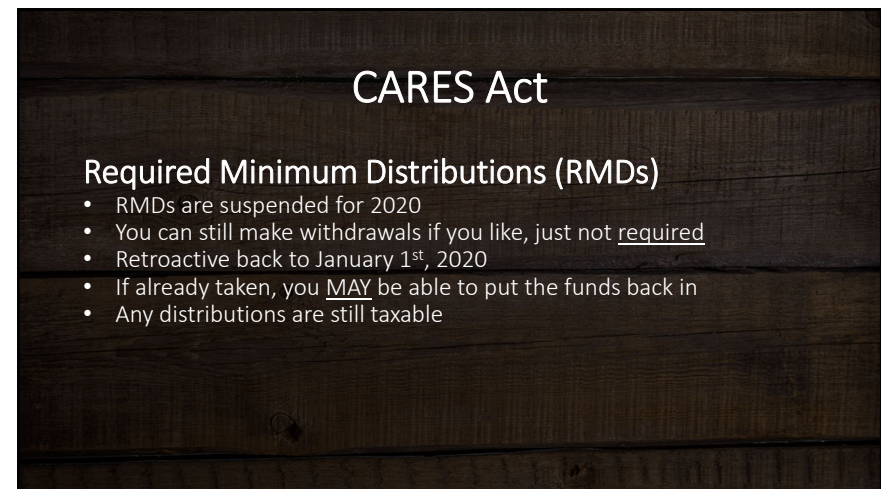 CARES Act
Required Minimum Distributions (RMDs)
• RMDs are suspended for 2020
• You can still make withdrawals if you like, just not required
• Retroactive back to January 1st, 2020
• If already taken, you MAY be able to put the funds back in
• Any distributions are still taxable